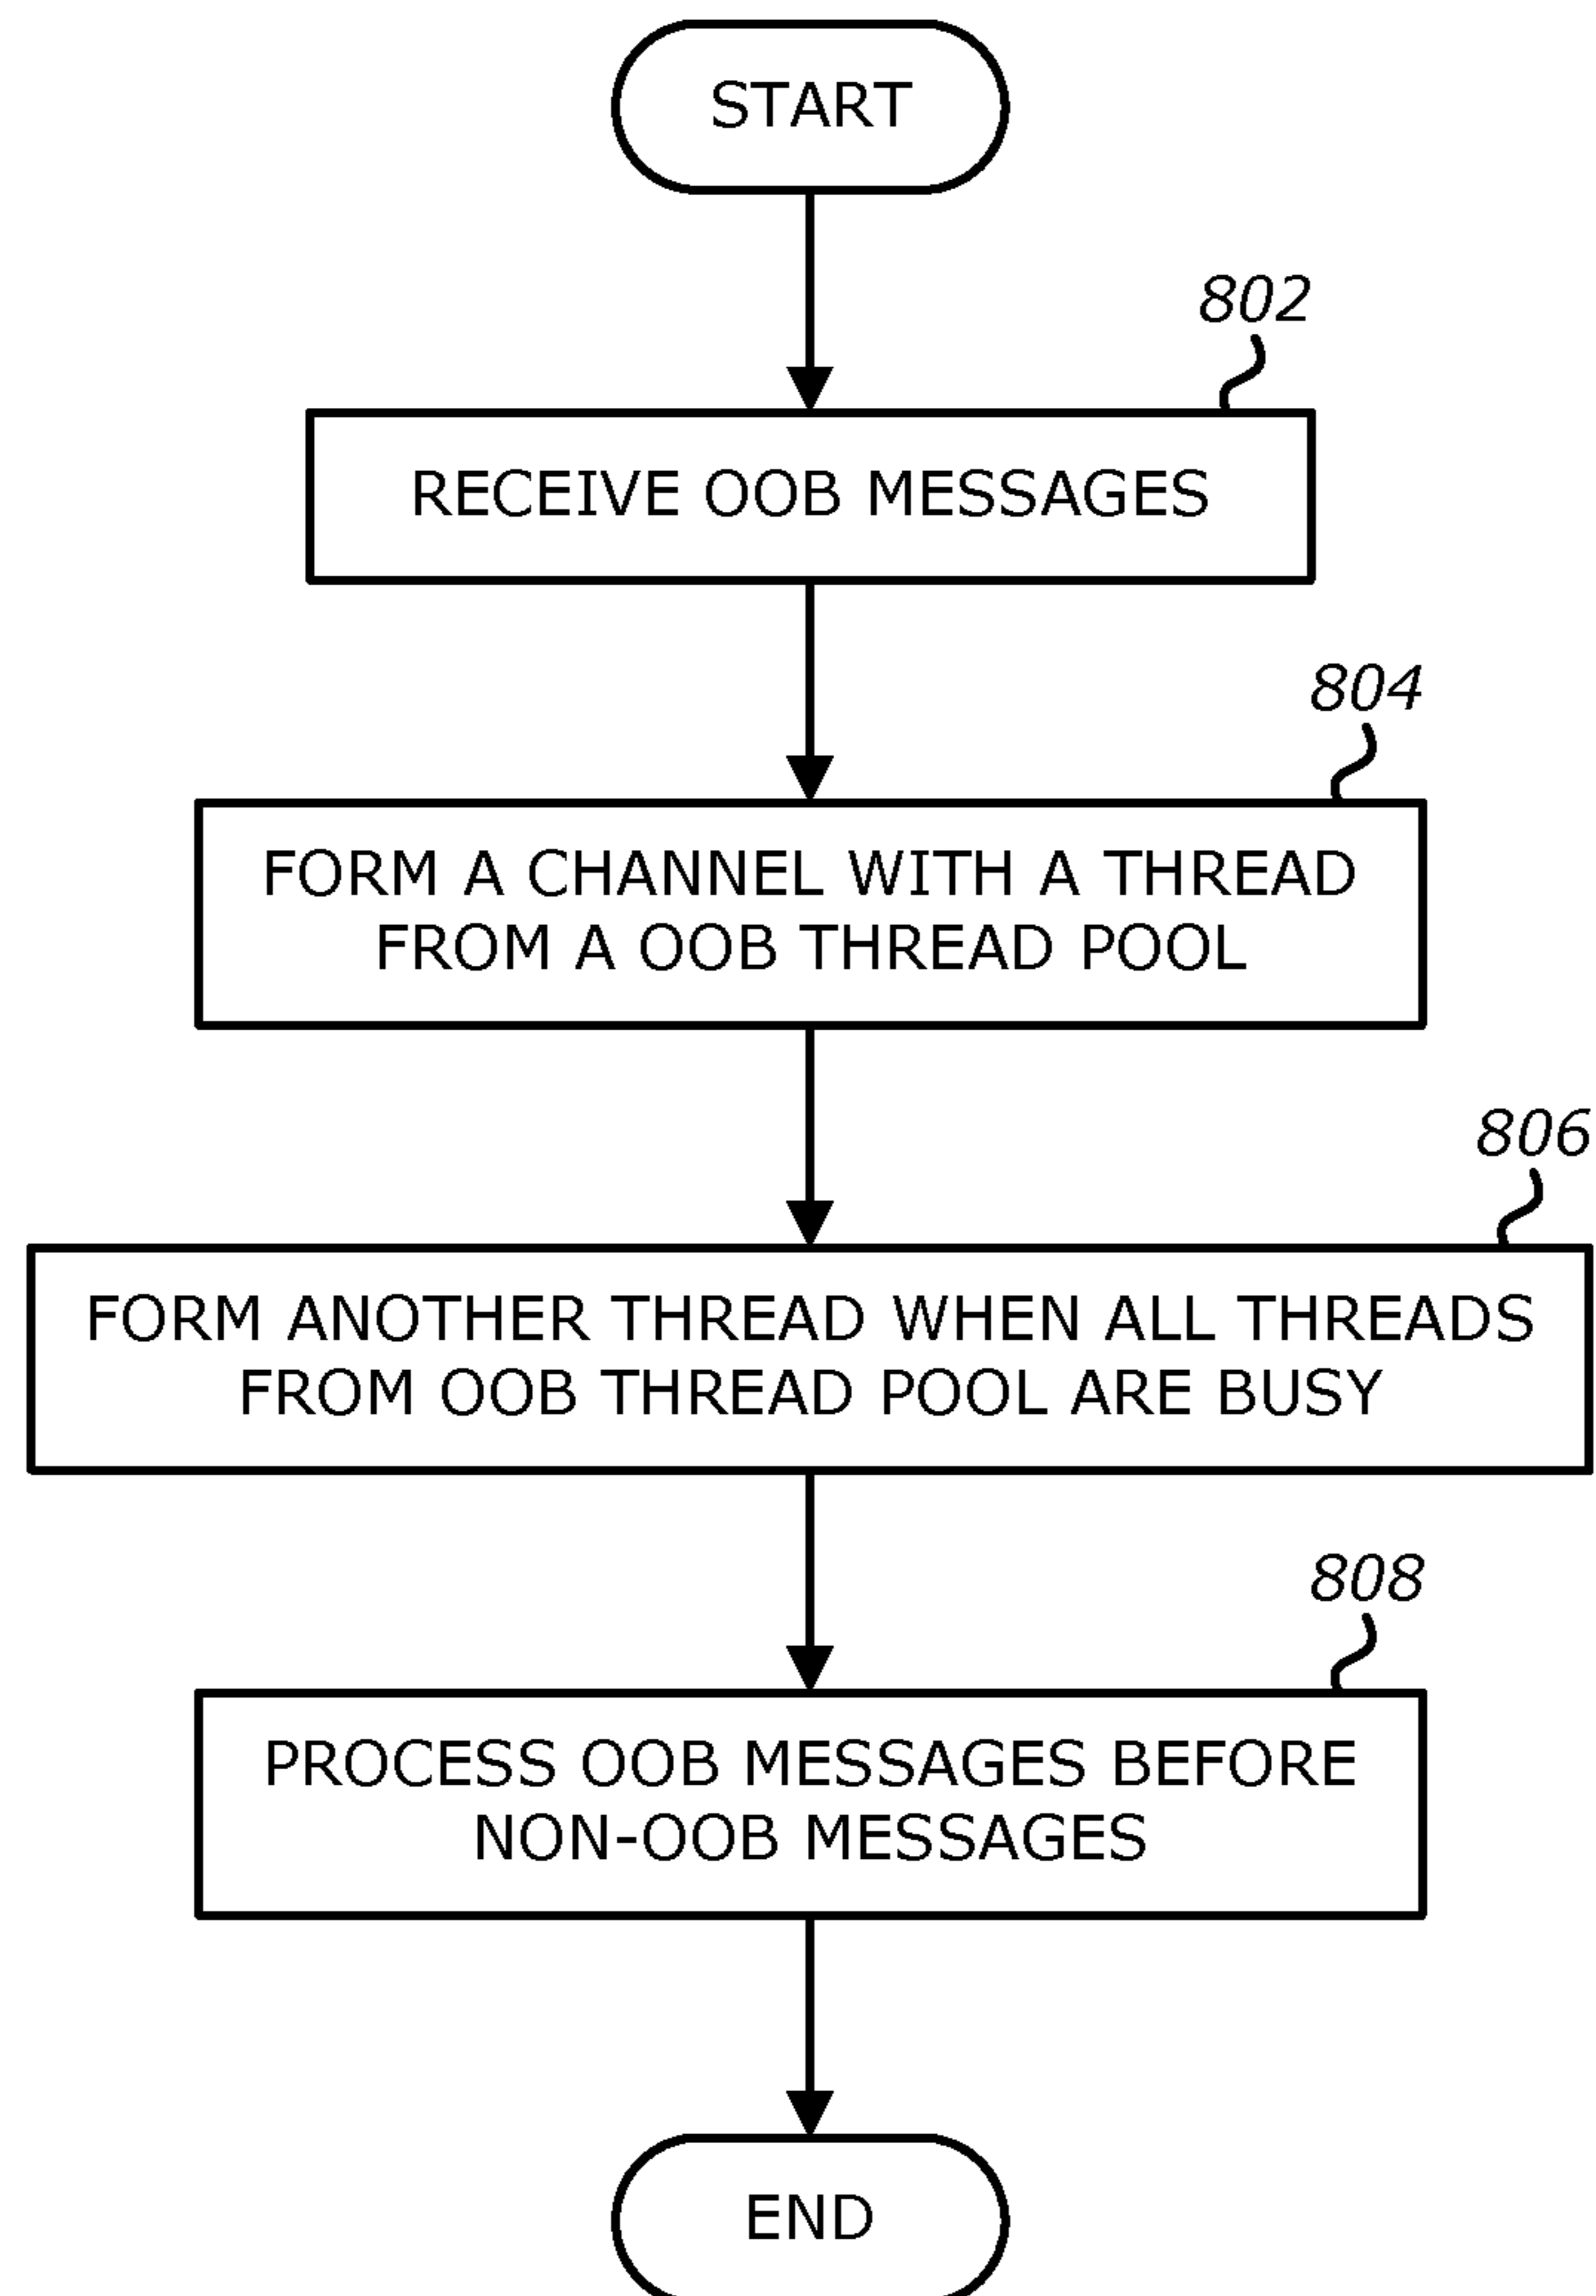 START
802
RECEIVE OOB MESSAGES
804
FORM A CHANNEL WITH A THREAD
FROM A OOB THREAD POOL
806
FORM ANOTHER THREAD WHEN ALL THREADS
FROM OOB THREAD POOL ARE BUSY
808
PROCESS OOB MESSAGES BEFORE
NON-OOB MESSAGES
END